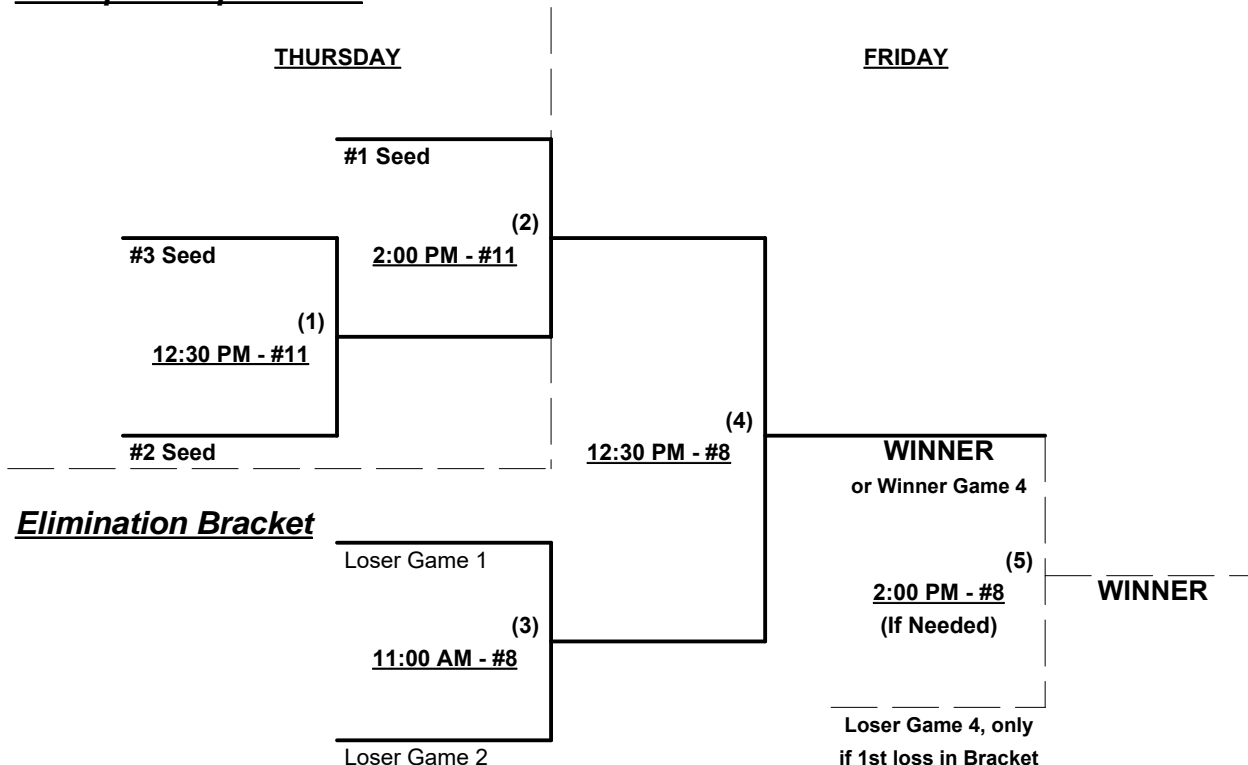 THURSDAY
FRIDAY
#1 Seed
(2)
#3 Seed
2:00 PM - #11
(1)
12:30 PM - #11
(4)
#2 Seed
12:30 PM - #8
WINNER
or Winner Game 4
Elimination Bracket
Loser Game 1
(5)
2:00 PM - #8
WINNER
(3)
(If Needed)
11:00 AM - #8
Loser Game 4, only
Loser Game 2
if 1st loss in Bracket